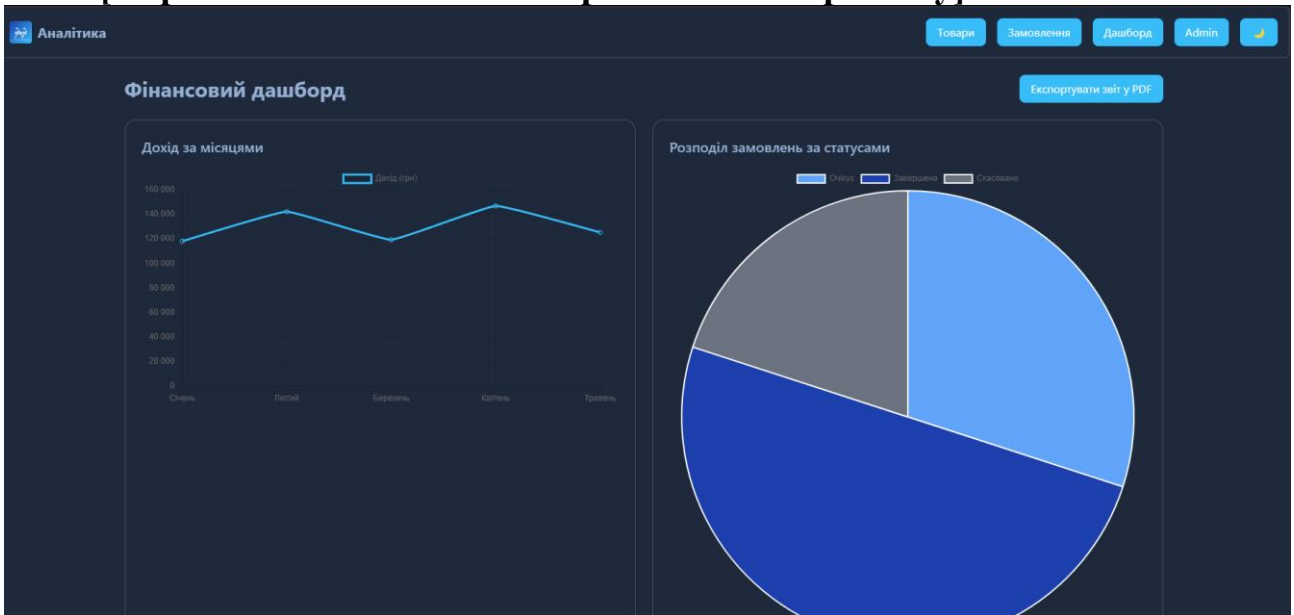 Аналітика
Товари
Замовлення
Дашборд
Admin
Фінансовий дашборд
Експортувати звіт у PDF
Дохід за місяцями
Дохід (грн)
160 000
140 000
120 000
100 000
80 000
60 000
40 000
20 000
0
Січень
Лютий
Березень
Квітень
Травень
Розподіл замовлень за статусами
Очікує
Завершено
Скасовано